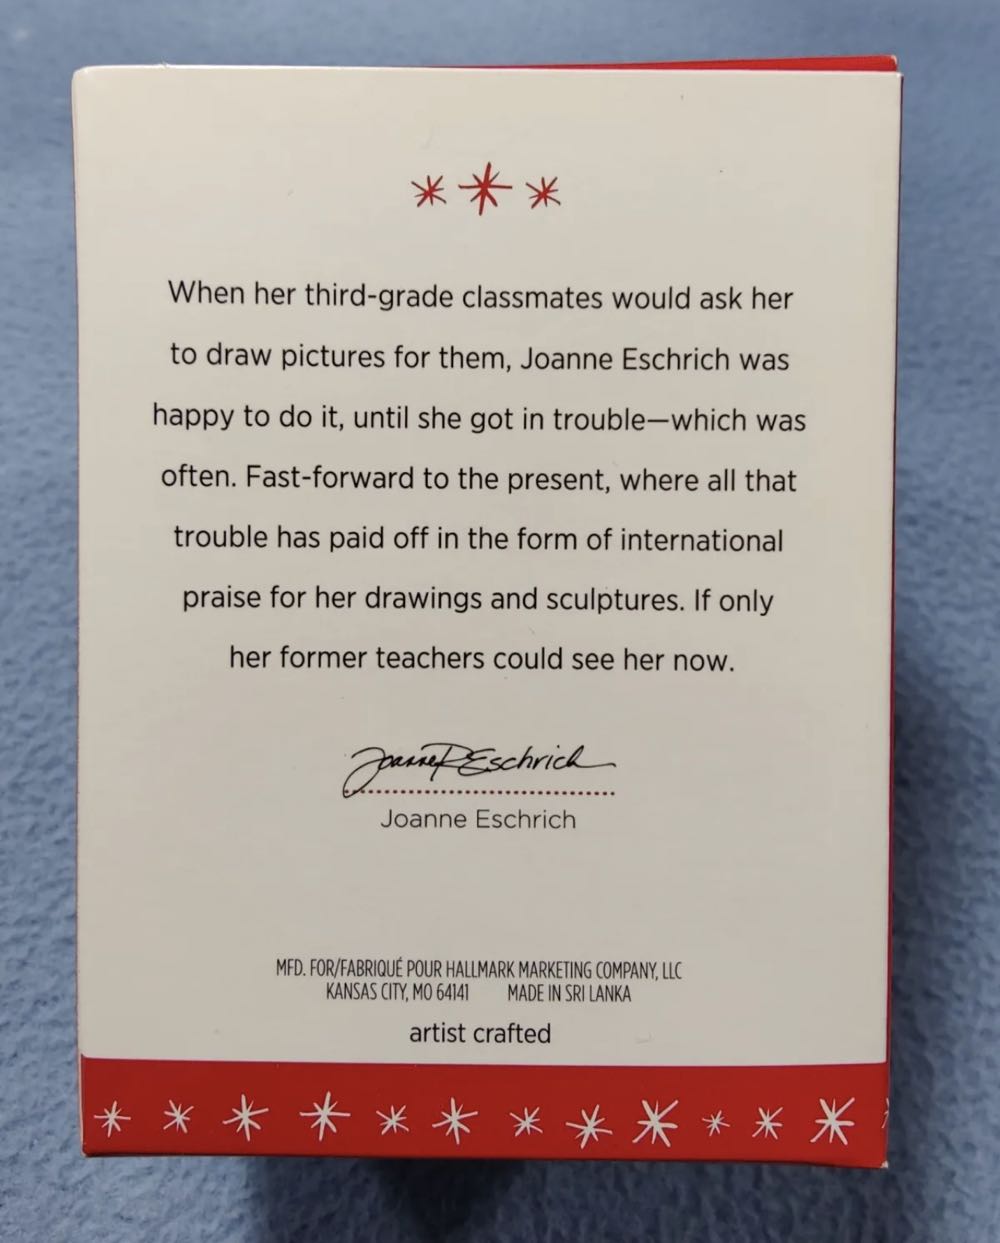 When her third-grade classmates would ask her
to draw pictures for them, Joanne Eschrich was
happy to do it, until she got in trouble—which was
often. Fast-forward to the present, where all that
trouble has paid off in the form of international
praise for her drawings and sculptures. If only
her former teachers could see her now.
Joanne P Eschrich
Joanne Eschrich
MFD. FOR/FABRIQUÉ POUR HALLMARK MARKETING COMPANY, LLC
KANSAS CITY, MO 64141 MADE IN SRI LANKA
artist crafted